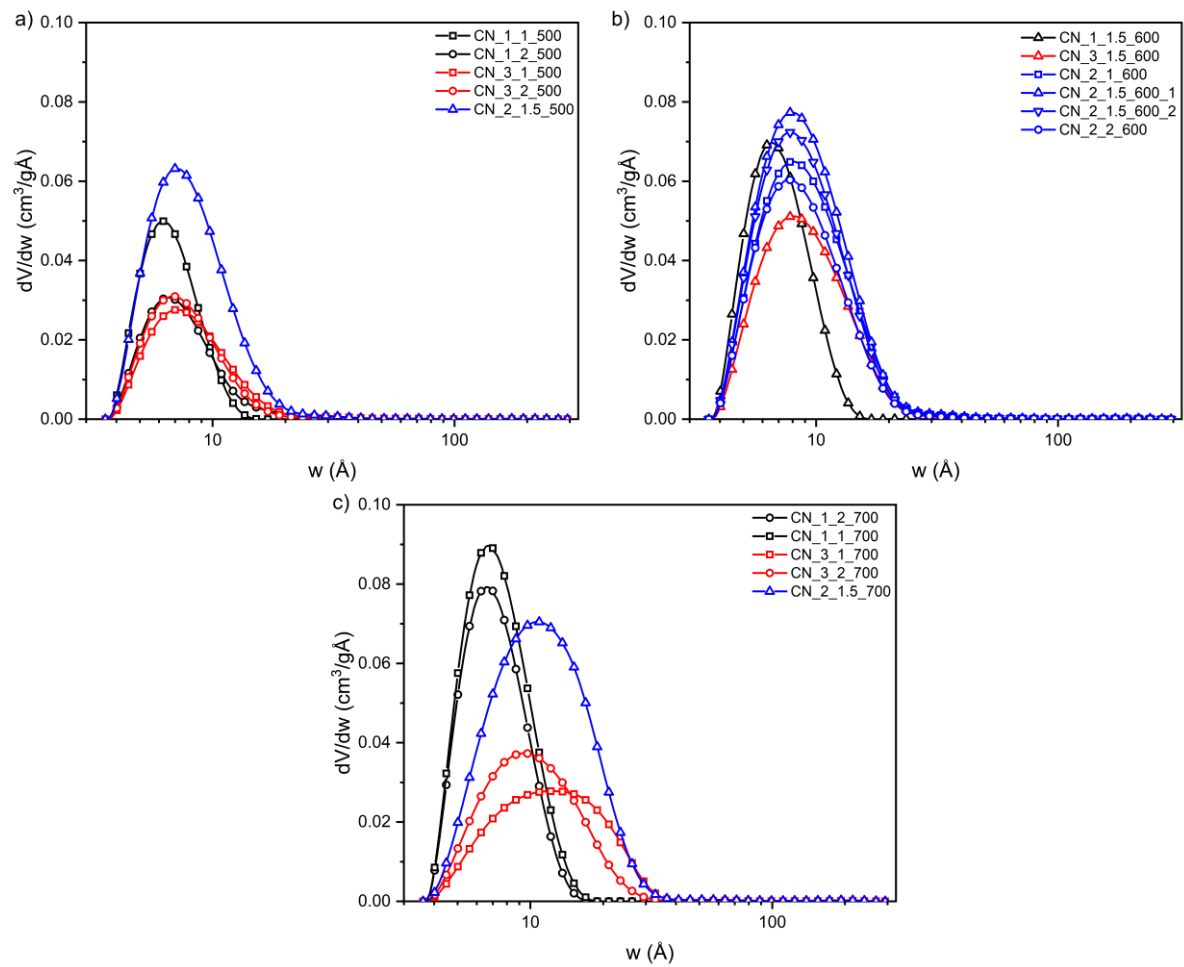 a)
0.10
0.08
0.06
0.04
0.02
0.00
dV/dw (cm³/gÅ)
10
100
w (Å)
CN_1_1_500
CN_1_2_500
CN_3_1_500
CN_3_2_500
CN_2_1.5_500
b)
0.10
0.08
0.06
0.04
0.02
0.00
dV/dw (cm³/gÅ)
10
100
w (Å)
CN_1_1.5_600
CN_3_1.5_600
CN_2_1_600
CN_2_1.5_600_1
CN_2_1.5_600_2
CN_2_2_600
c)
0.10
0.08
0.06
0.04
0.02
0.00
dV/dw (cm³/gÅ)
10
100
w (Å)
CN_1_2_700
CN_1_1_700
CN_3_1_700
CN_3_2_700
CN_2_1.5_700